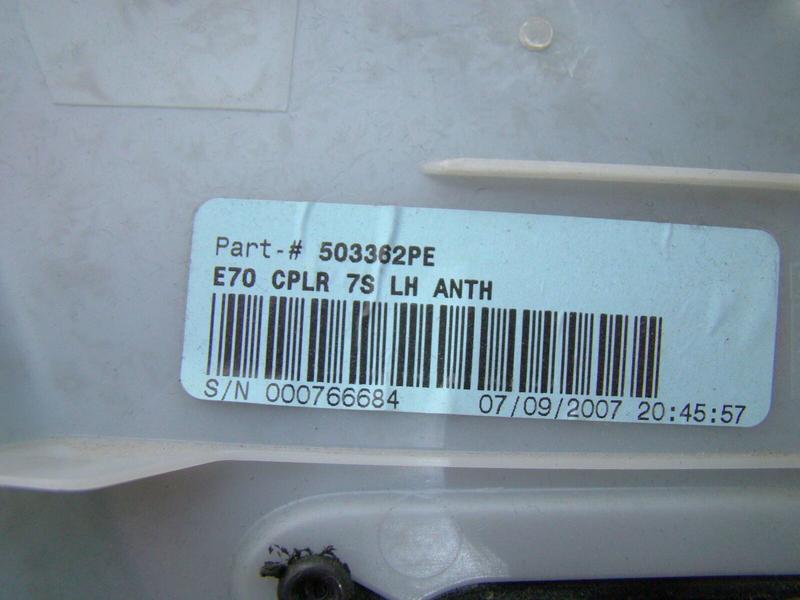 Part-# 503362PE
E70 CPLR 7S LH ANTH
S/N 000766684 07/09/2007 20:45:57